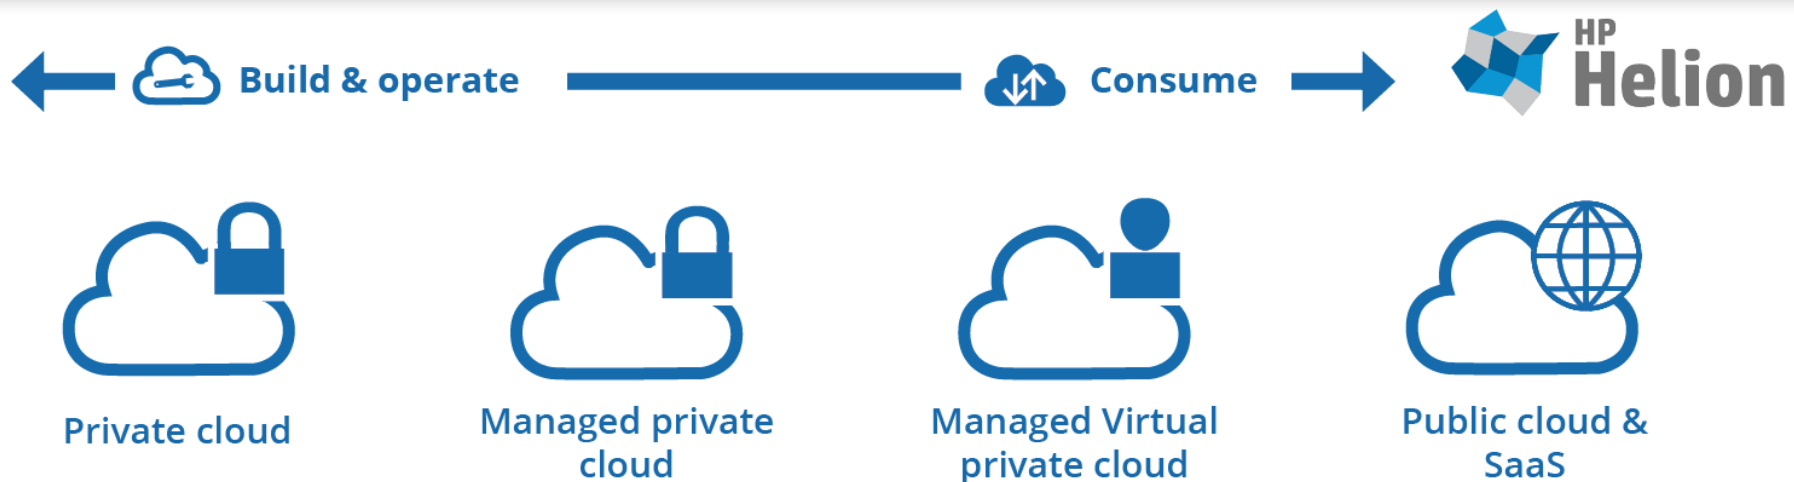 Build & operate
Consume
HP
Helion
Private cloud
Managed private
cloud
Managed Virtual
private cloud
Public cloud &
SaaS